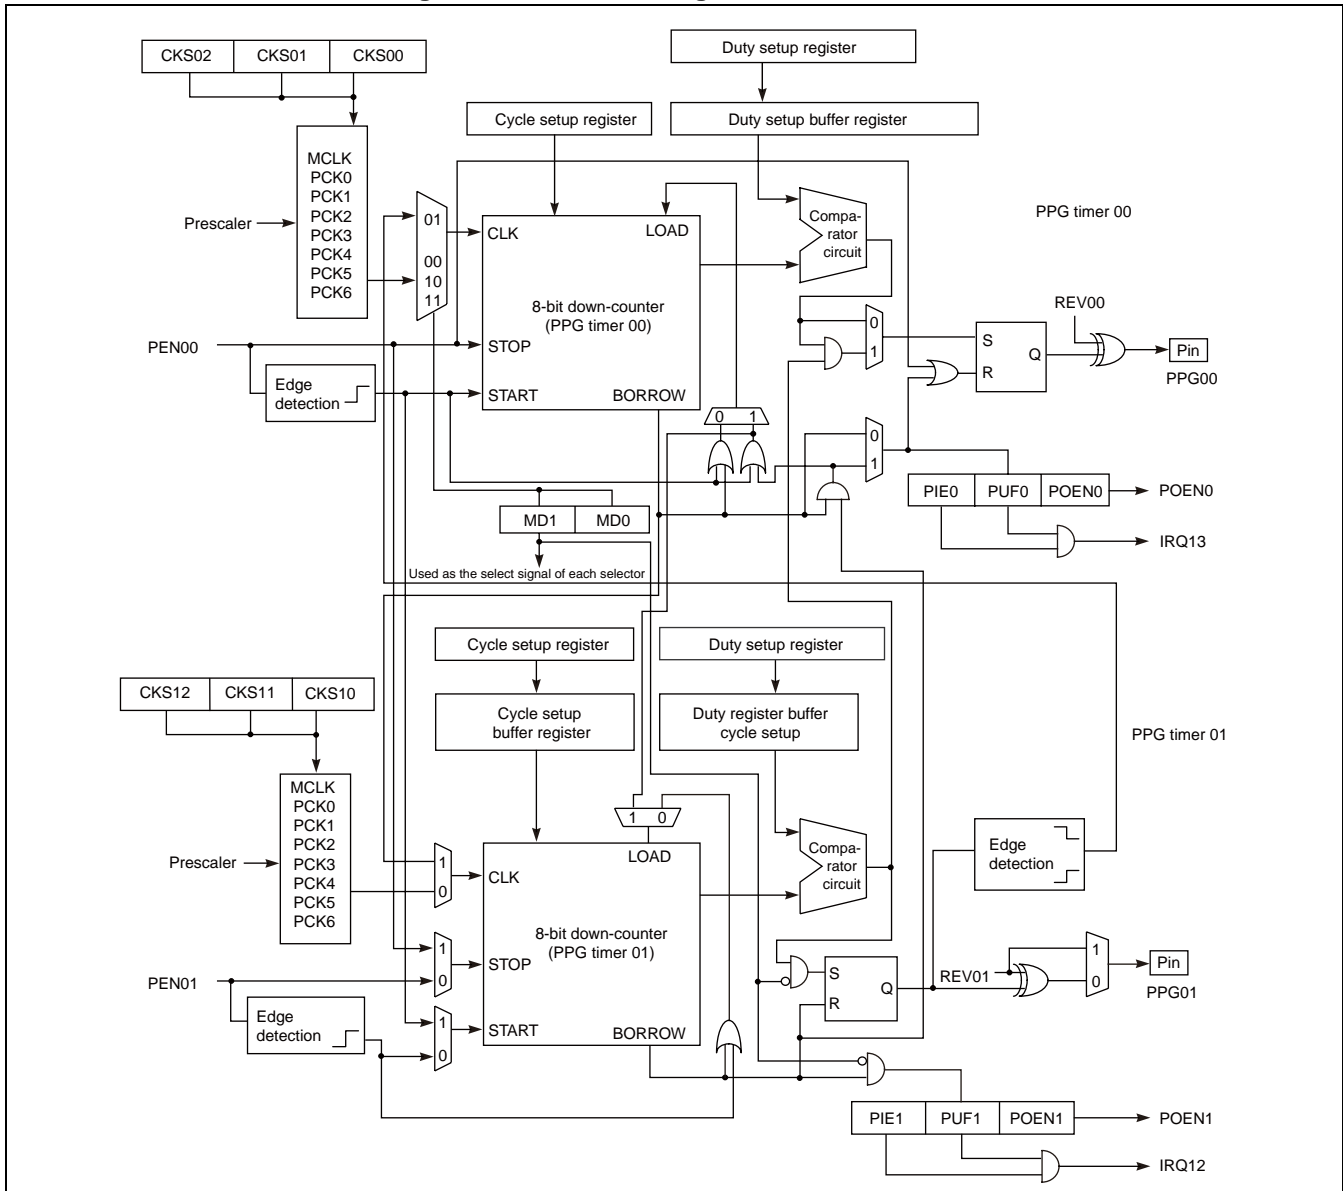 CKS02 CKS01 CKS00
Duty setup register
Cycle setup register
Duty setup buffer register
MCLK
PCK0
PCK1
PCK2
PCK3
PCK4
PCK5
PCK6
Prescaler
01
00
10
11
CLK
LOAD
8-bit down-counter
(PPG timer 00)
STOP
START
BORROW
Compa-
rator
circuit
PPG timer 00
REV00
PEN00
Edge
detection
0
1
S
R
Q
Pin
PPG00
0 1
0
1
PIE0 PUF0 POEN0
POEN0
IRQ13
MD1 MD0
Used as the select signal of each selector
Cycle setup register
Duty setup register
CKS12 CKS11 CKS10
Cycle setup
buffer register
Duty register buffer
cycle setup
PPG timer 01
MCLK
PCK0
PCK1
PCK2
PCK3
PCK4
PCK5
PCK6
Prescaler
1 0
1
0
CLK
LOAD
8-bit down-counter
(PPG timer 01)
STOP
START
BORROW
Compa-
rator
circuit
Edge
detection
1
0
PEN01
Edge
detection
1
0
S
R
Q
REV01
1
0
Pin
PPG01
PIE1 PUF1 POEN1
POEN1
IRQ12